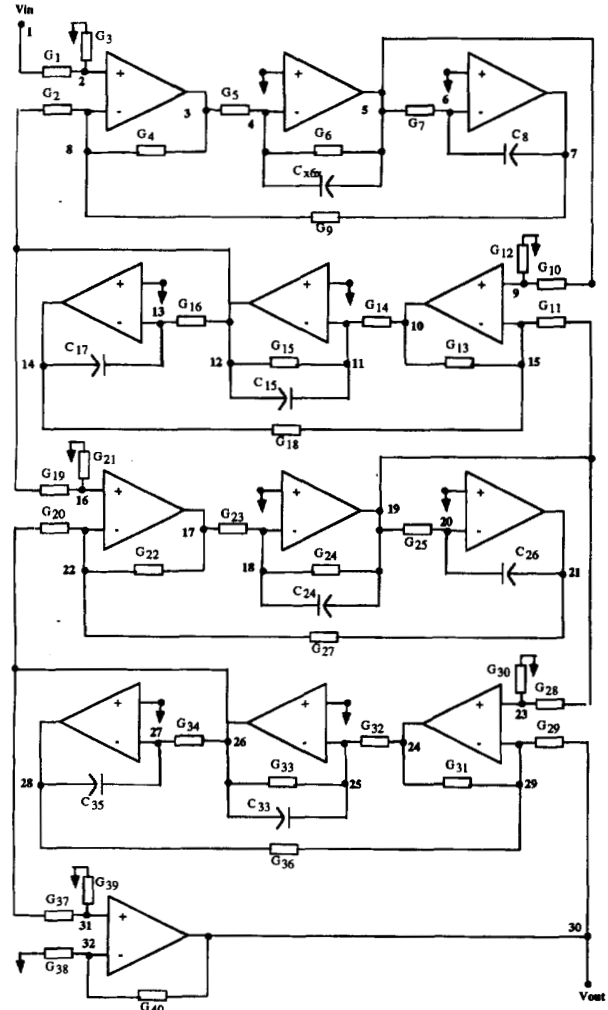 Vin
1
G3
G1
2
+
G2
-
3
G5
4
+
-
5
G7
6
+
-
8
G4
G6
C8
7
Cx6x
G9
G12
G10
9
+
-
G11
G16
13
+
-
G14
+
-
10
14
C17
12
G15
11
G13
15
C15
G18
G21
G19
16
+
G20
-
17
G23
+
-
19
G25
20
+
-
22
G22
18
G24
C26
21
C24
G27
G30
G28
23
+
-
G29
27
+
-
G34
26
+
-
G32
24
28
C35
G33
25
G31
29
C33
G36
G39
G37
31
+
32
-
G38
30
G40
Vout